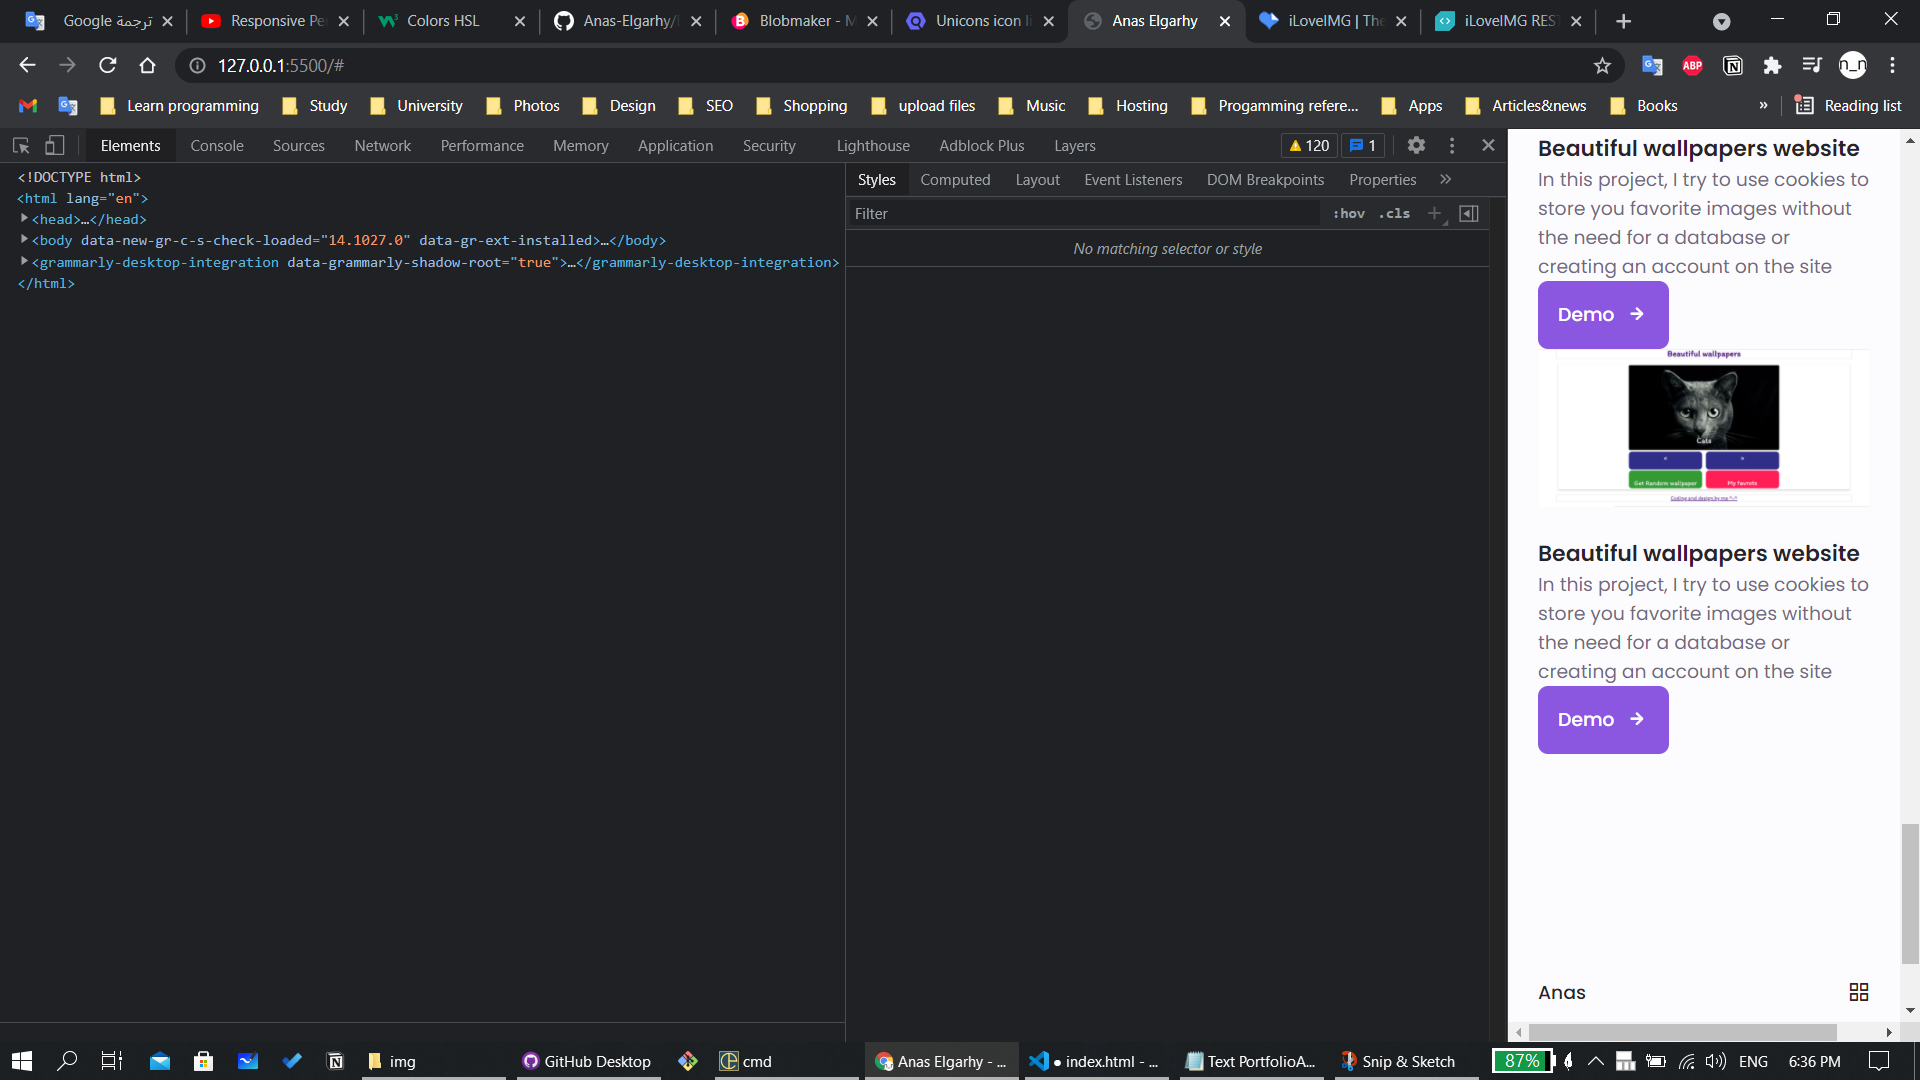 Google ترجمة
Responsive Pe
Colors HSL
Anas-Elgarhy/
Blobmaker - M
Unicons icon li
Anas Elgarhy
iLoveIMG | The
iLoveIMG RES
127.0.0.1:5500/#
ABP
n_n
Learn programming
Study
University
Photos
Design
SEO
Shopping
upload files
Music
Hosting
Progamming refere...
Apps
Articles&news
Books
»
Reading list
Elements
Console
Sources
Network
Performance
Memory
Application
Security
Lighthouse
Adblock Plus
Layers
120
1
<!DOCTYPE html>
<html lang="en">
<head>…</head>
<body data-new-gr-c-s-check-loaded="14.1027.0" data-gr-ext-installed>…</body>
<grammarly-desktop-integration data-grammarly-shadow-root="true">…</grammarly-desktop-integration>
</html>
Styles
Computed
Layout
Event Listeners
DOM Breakpoints
Properties
»
Filter
:hov
.cls
No matching selector or style
Beautiful wallpapers website
In this project, I try to use cookies to
store you favorite images without
the need for a database or
creating an account on the site
Demo
Beautiful wallpapers
Cats
Get Random wallpaper
My favrots
Coding and design by me ^-^
Beautiful wallpapers website
In this project, I try to use cookies to
store you favorite images without
the need for a database or
creating an account on the site
Demo
Anas
img
GitHub Desktop
cmd
Anas Elgarhy - ...
● index.html - ...
Text PortfolioA...
Snip & Sketch
87%
ENG
6:36 PM